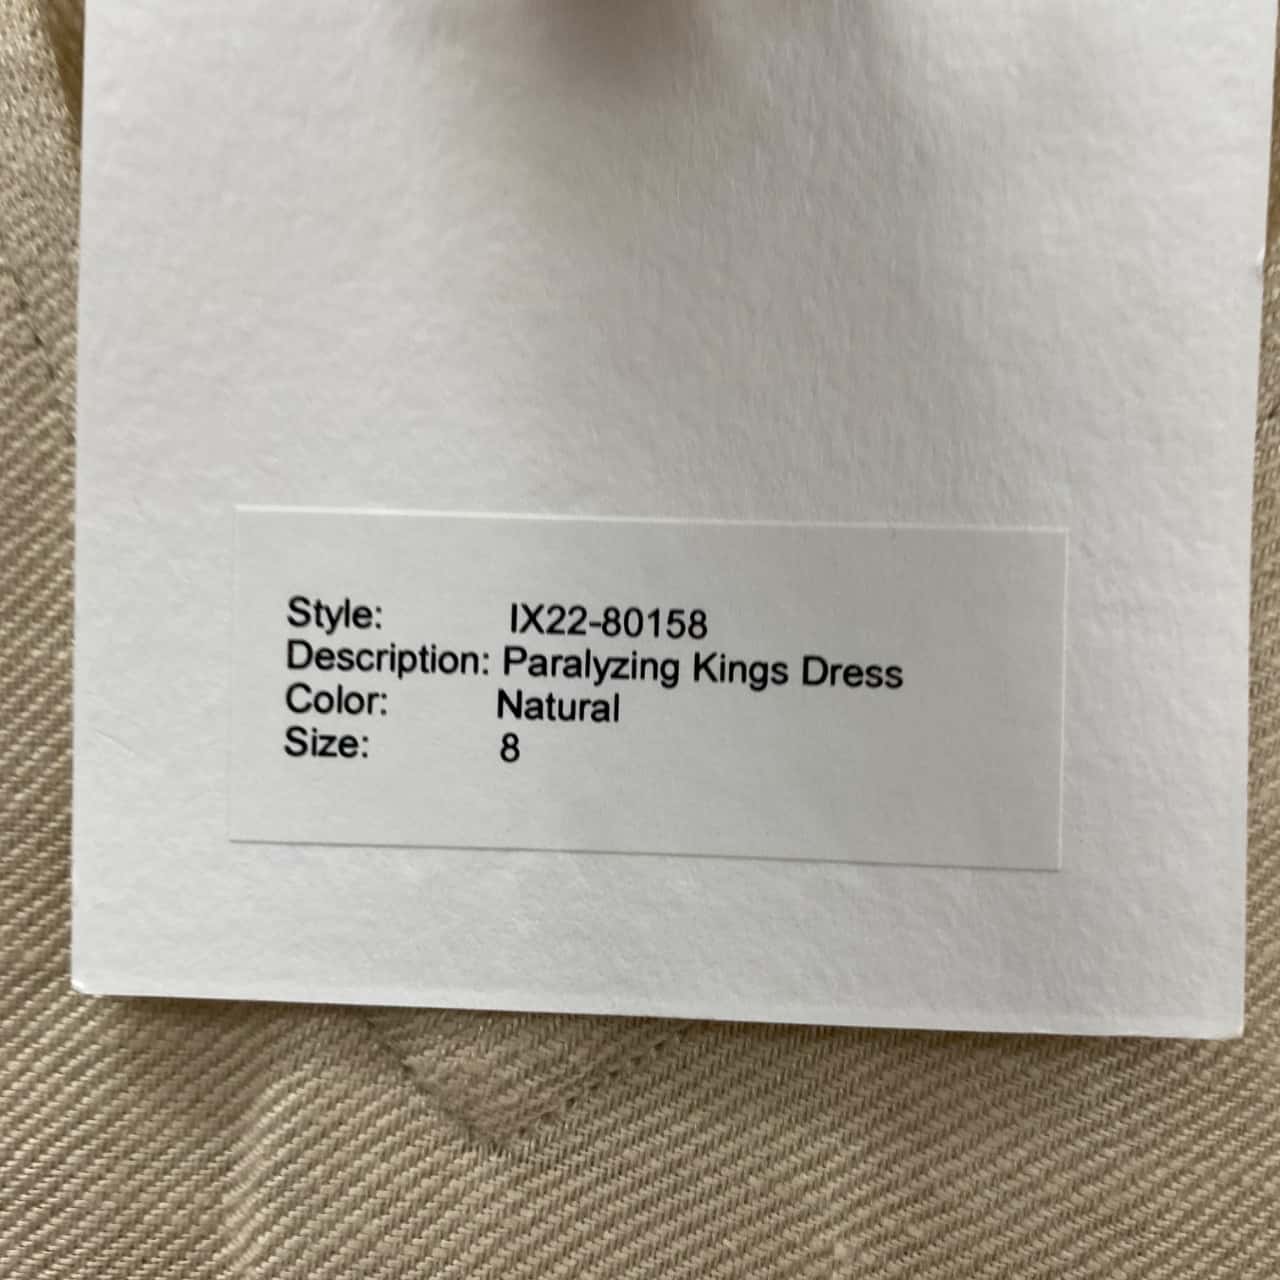 Style: IX22-80158
Description: Paralyzing Kings Dress
Color: Natural
Size: 8